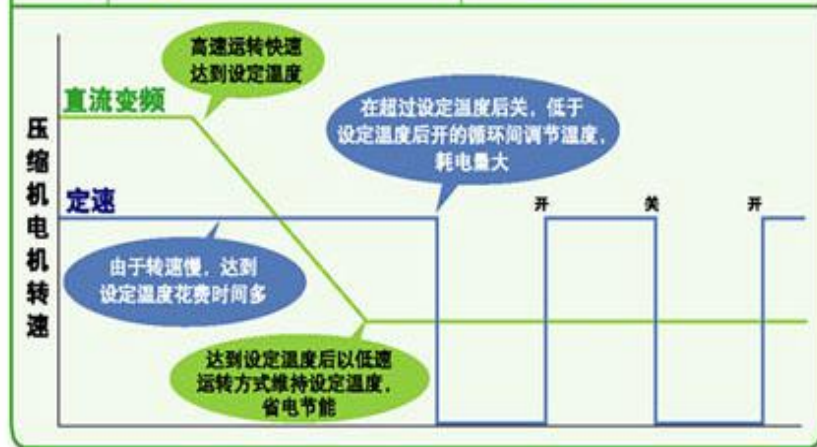 高速运转快速
达到设定温度
直流变频
在超过设定温度后关，低于
设定温度后开的循环间调节温度，
耗电量大
压缩机电机转速
定速
开
关
开
由于转速慢，达到
设定温度花费时间多
达到设定温度后以低速
运转方式维持设定温度，
省电节能